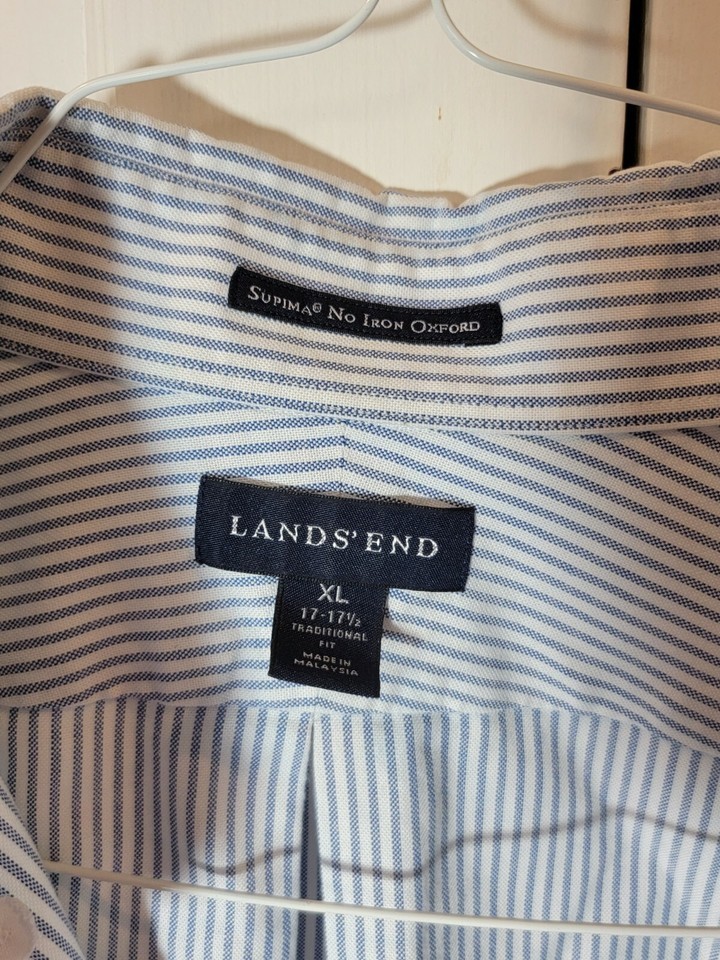 SUPIMA® NO IRON OXFORD
LANDS' END
XL
17-17½
TRADITIONAL
FIT
MADE IN
MALAYSIA